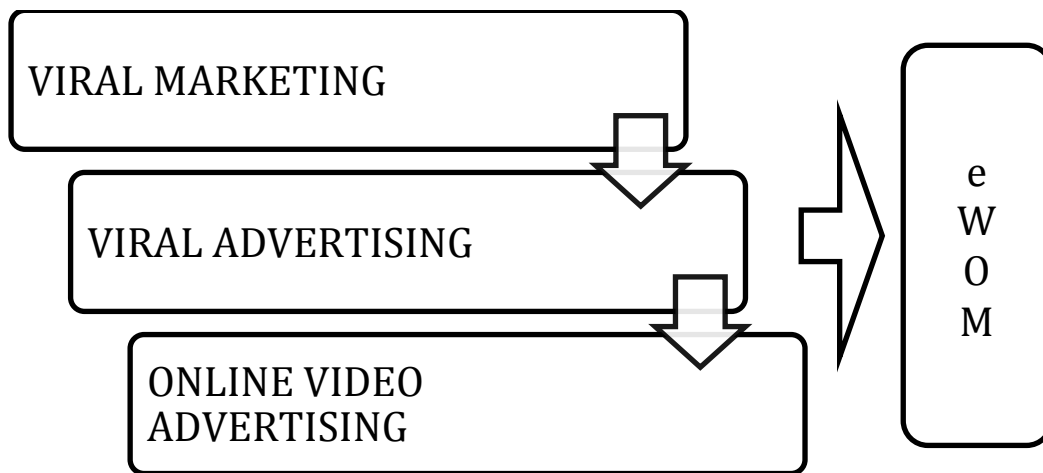 VIRAL MARKETING
VIRAL ADVERTISING
ONLINE VIDEO
ADVERTISING
e
W
O
M